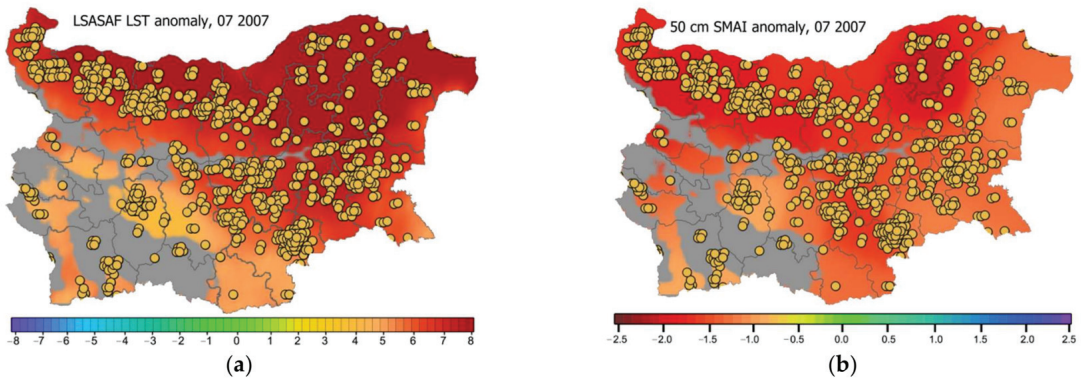 LSASAF LST anomaly, 07 2007
50 cm SMAI anomaly, 07 2007
−8 −7 −6 −5 −4 −3 −2 −1 0 1 2 3 4 5 6 7 8
−2.5 −2.0 −1.5 −1.0 −0.5 0.0 0.5 1.0 1.5 2.0 2.5
(a)
(b)